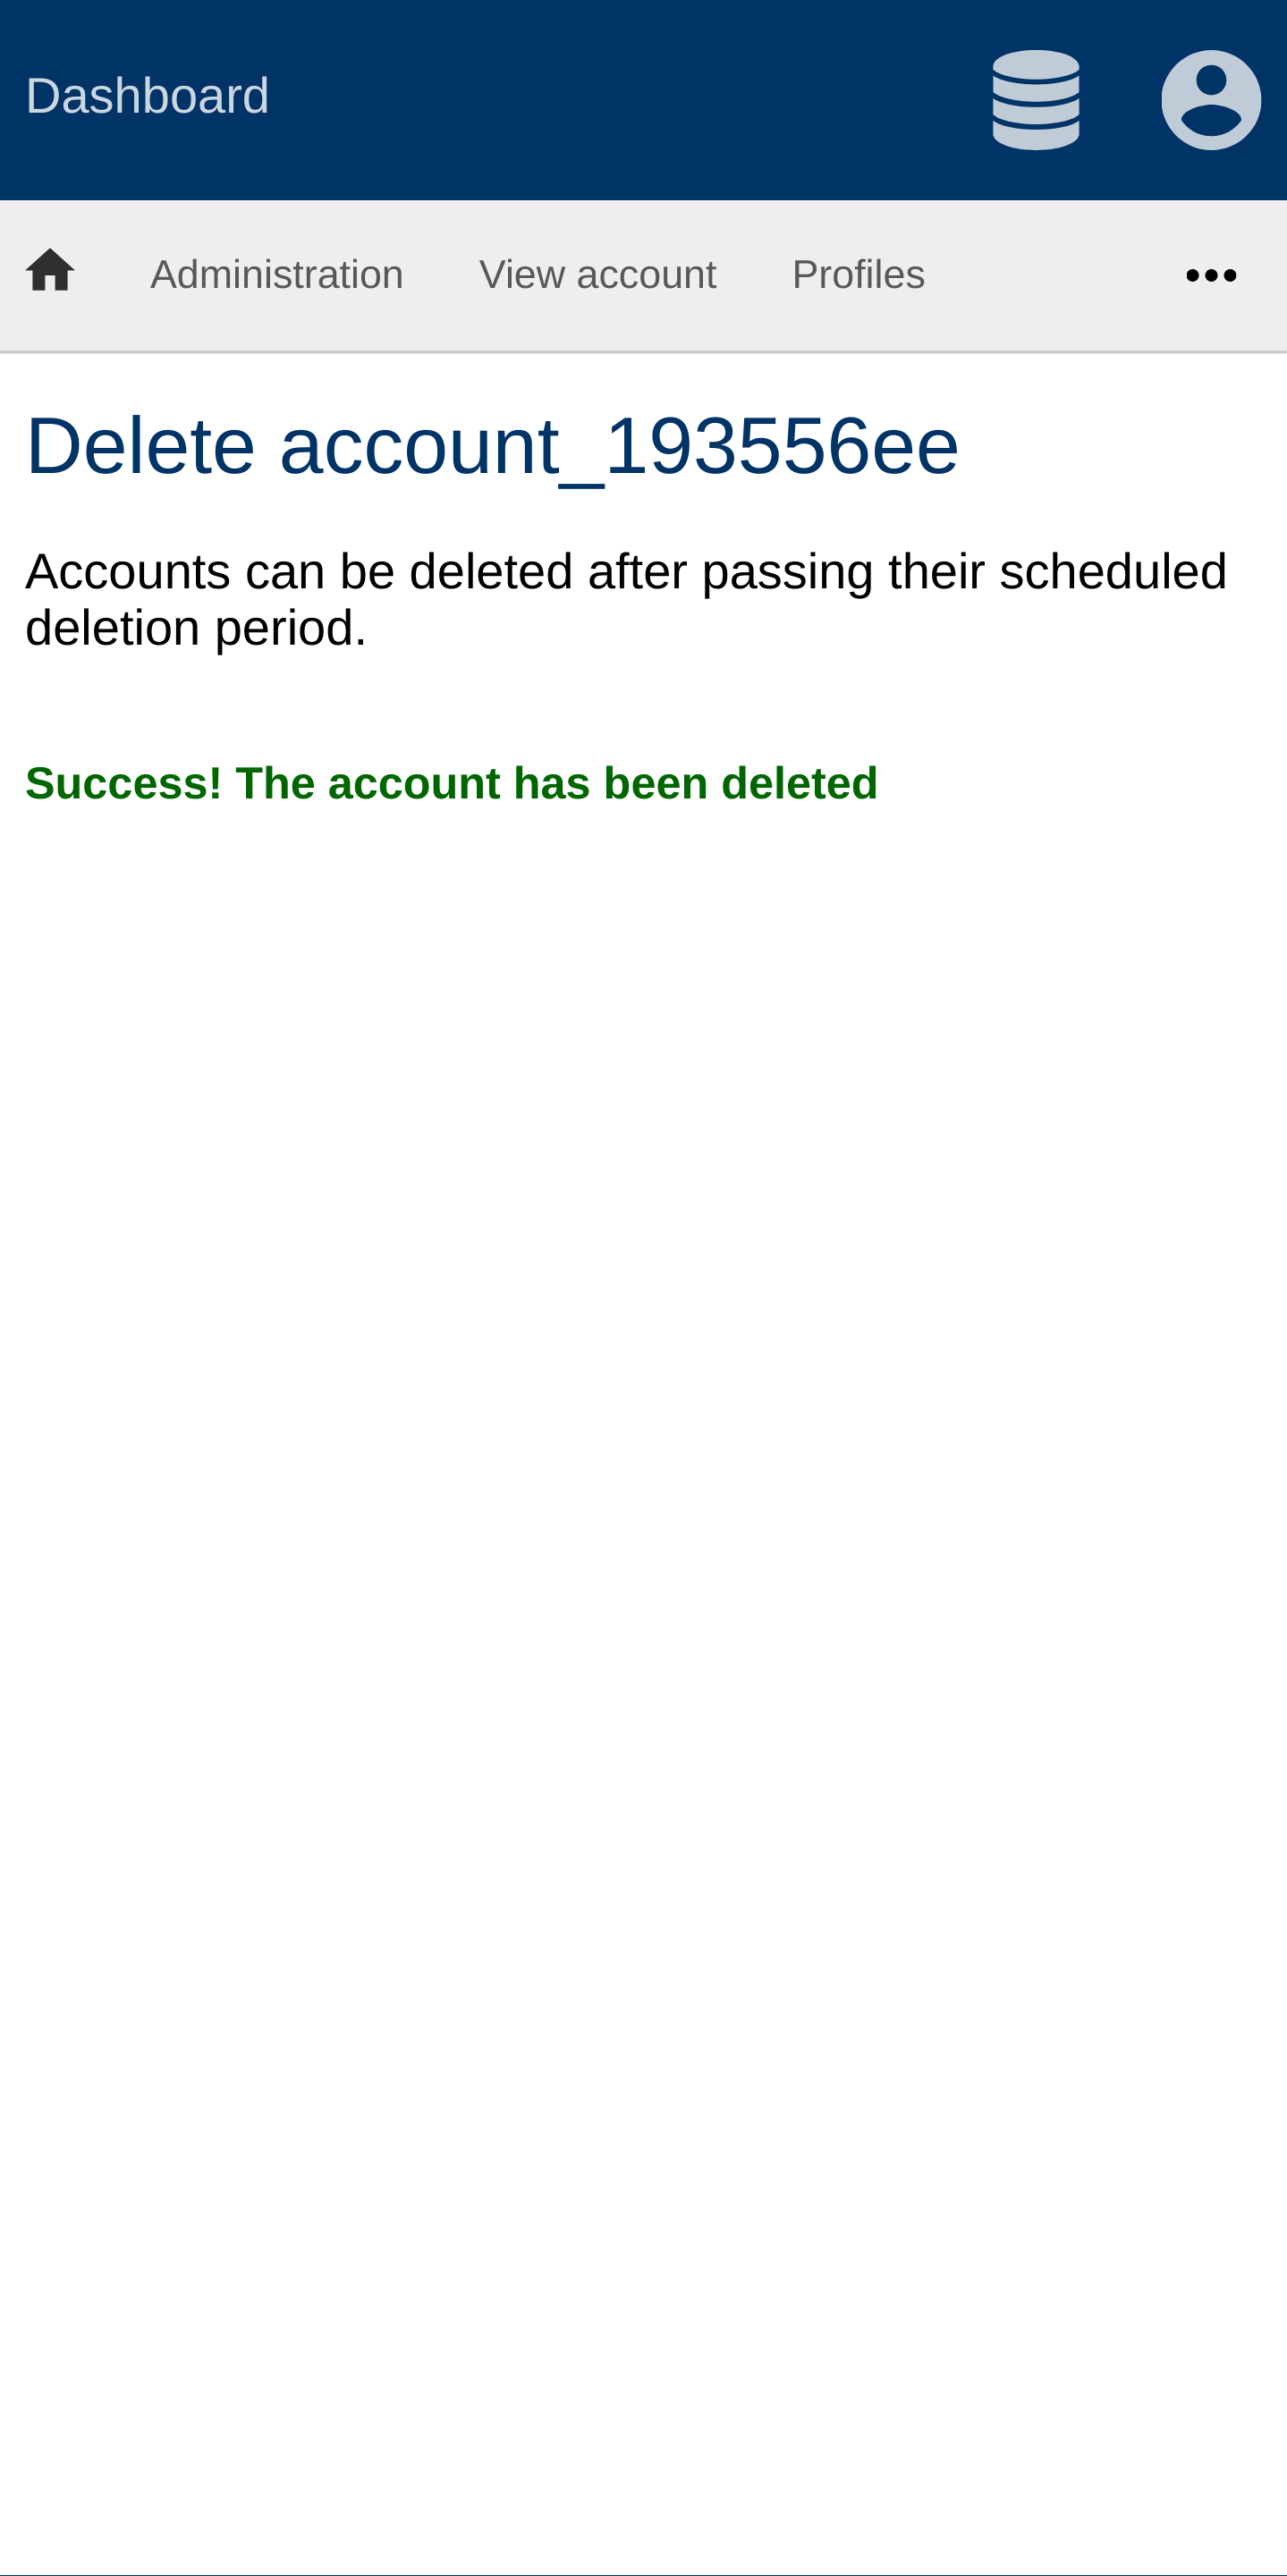 Dashboard
Administration View account Profiles
Delete account_193556ee
Accounts can be deleted after passing their scheduled
deletion period.
Success! The account has been deleted